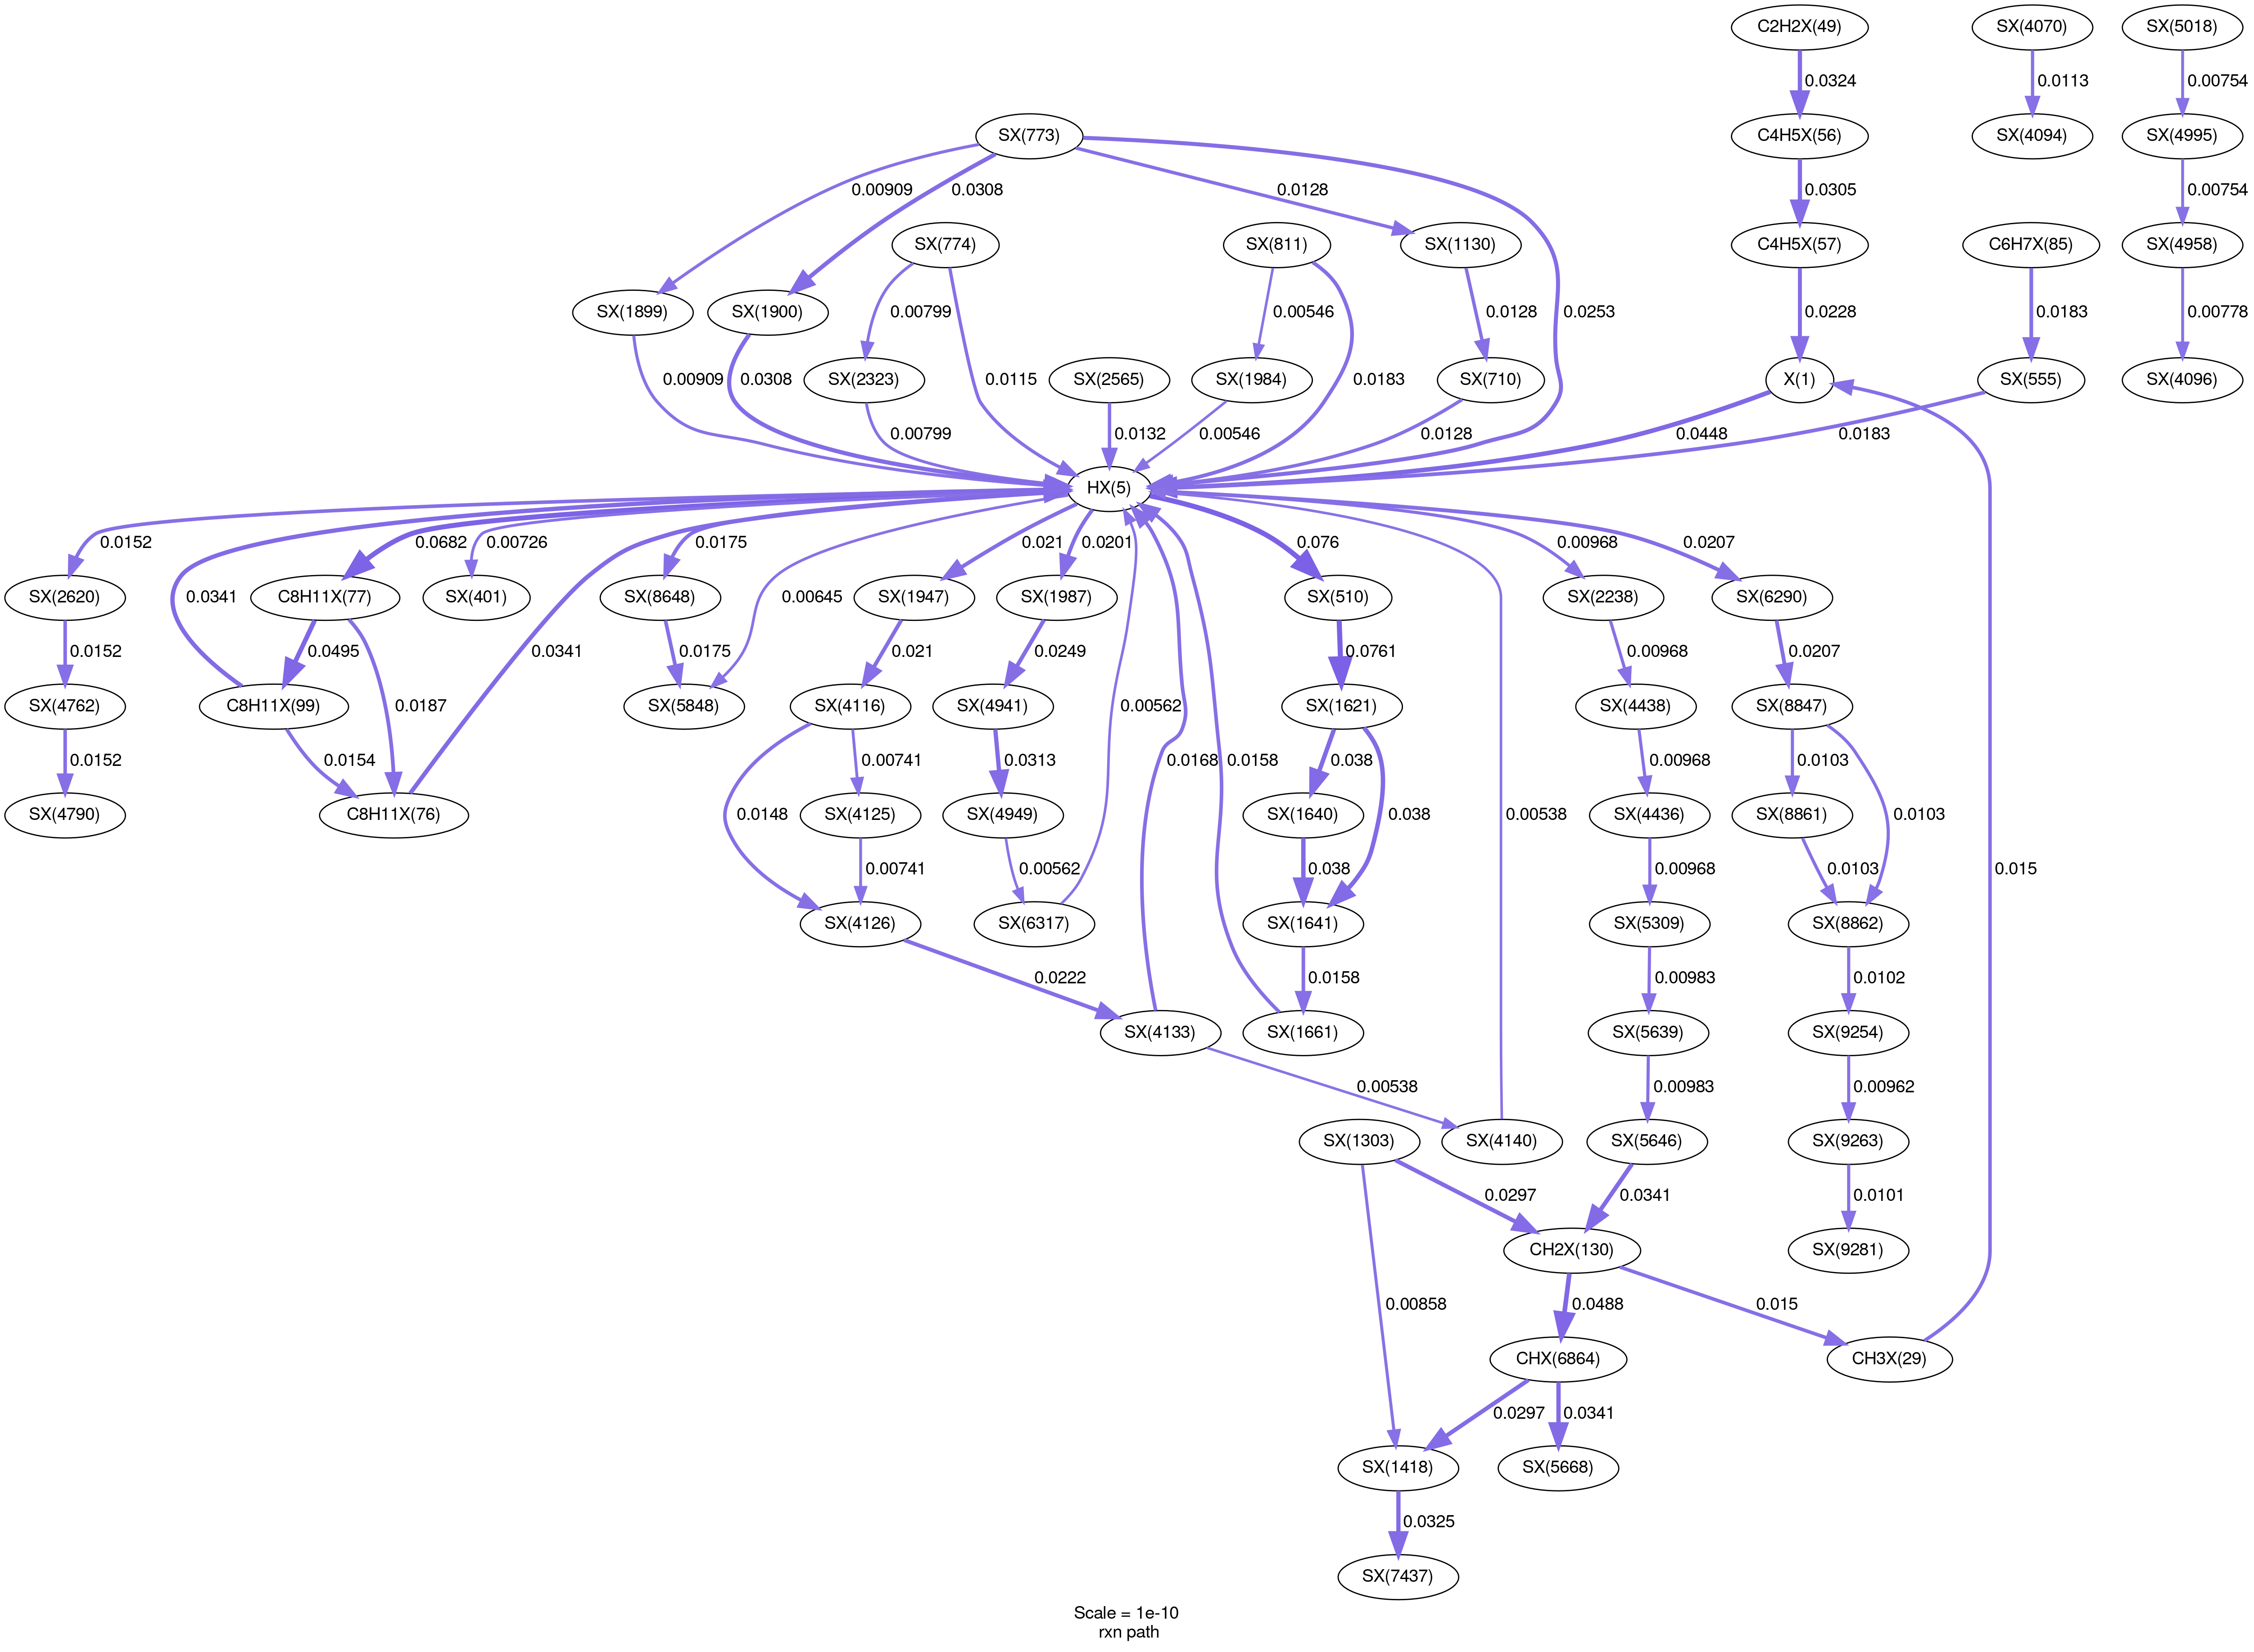 C2H2X(49)
SX(4070)
SX(5018)
0.0324
0.0113
0.00754
SX(773)
C4H5X(56)
SX(4094)
SX(4995)
0.00909
0.0308
0.0128
0.0305
0.00754
SX(774)
SX(811)
SX(1130)
C4H5X(57)
C6H7X(85)
SX(4958)
SX(1899)
SX(1900)
0.00799
0.00546
0.0128
0.0253
0.0228
0.0183
0.00778
0.00909
0.0308
SX(2323)
0.0115
SX(2565)
SX(1984)
0.0183
SX(710)
X(1)
SX(555)
SX(4096)
0.00799
0.0132
0.00546
0.0128
0.0448
0.0183
HX(5)
0.0152
0.0682
0.00726
0.0175
0.021
0.0201
0.076
0.00968
0.0207
SX(2620)
0.0341
C8H11X(77)
SX(401)
SX(8648)
0.00645
SX(1947)
SX(1987)
SX(510)
SX(2238)
SX(6290)
0.0152
0.0495
0.0341
0.0175
0.021
0.0249
0.0761
0.00968
0.0207
SX(4762)
C8H11X(99)
0.0187
SX(5848)
SX(4116)
SX(4941)
0.00562
SX(1621)
SX(4438)
SX(8847)
0.0152
0.0154
0.00741
0.0313
0.0168
0.0158
0.038
0.00968
0.0103
SX(4790)
C8H11X(76)
0.0148
SX(4125)
SX(4949)
SX(1640)
0.038
0.00538
SX(4436)
SX(8861)
0.0103
0.00741
0.00562
0.038
0.00968
0.0103
SX(4126)
SX(6317)
SX(1641)
SX(5309)
SX(8862)
0.015
0.0222
0.0158
0.00983
0.0102
SX(4133)
SX(1661)
SX(5639)
SX(9254)
0.00538
0.00983
0.00962
SX(1303)
SX(4140)
SX(5646)
SX(9263)
0.0297
0.0341
0.0101
CH2X(130)
SX(9281)
0.00858
0.0488
0.015
CHX(6864)
CH3X(29)
0.0297
0.0341
SX(1418)
SX(5668)
0.0325
SX(7437)
Scale = 1e-10
rxn path